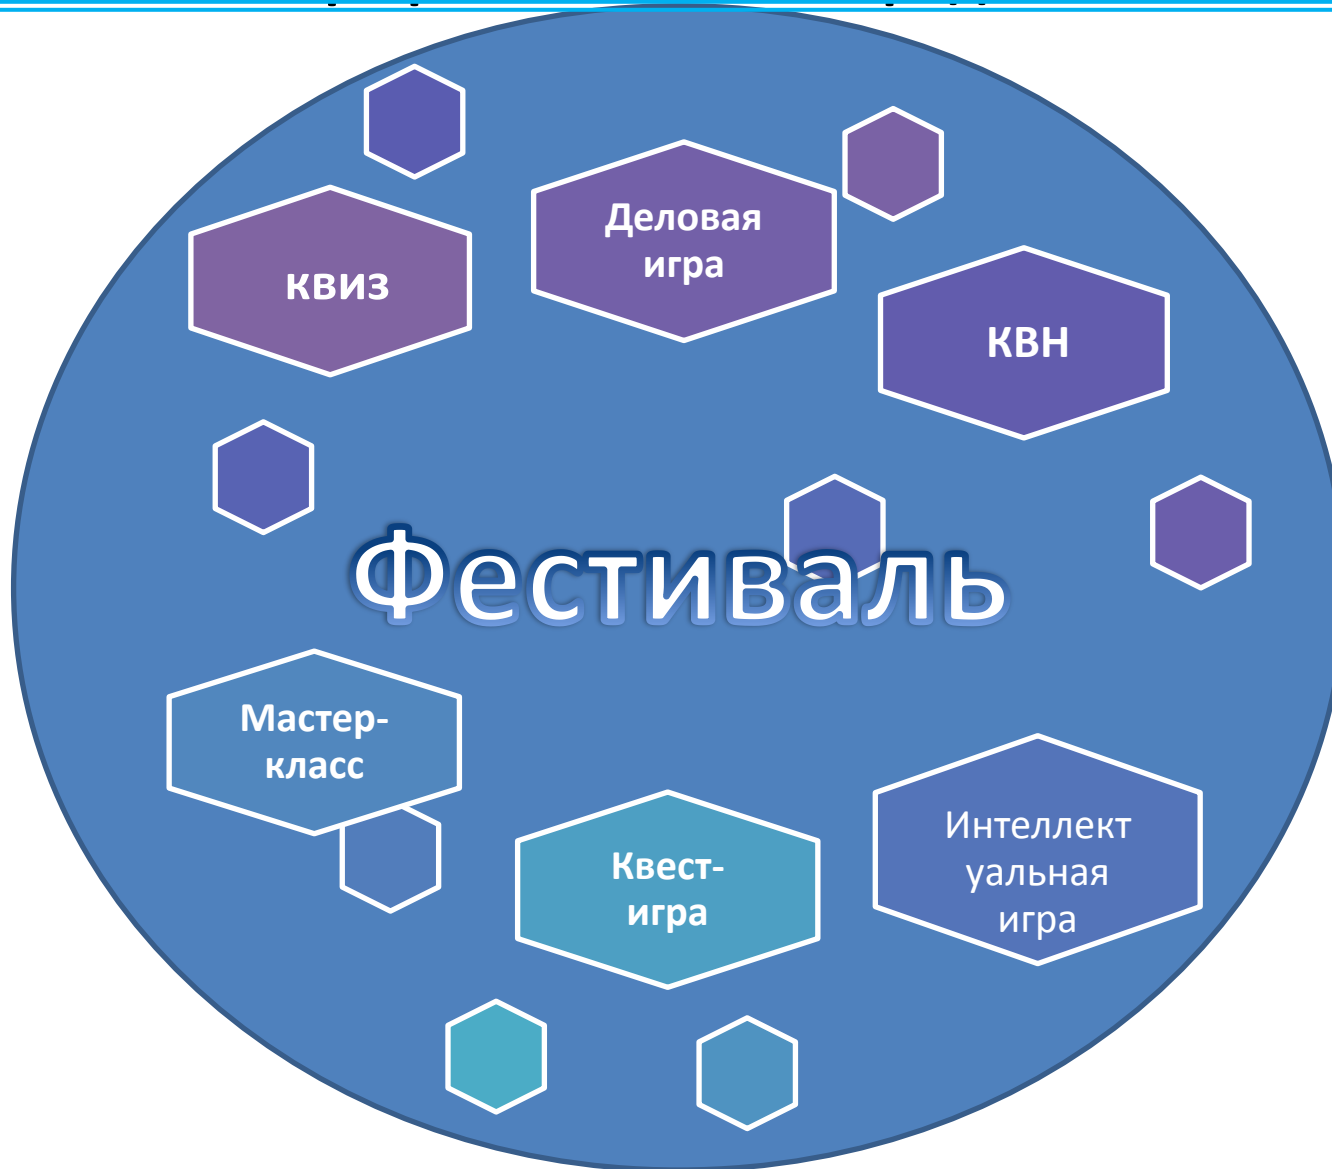 Деловая
игра
квиз
КВН
Фестиваль
Мастер-
класс
Квест-
игра
Интеллект
уальная
игра